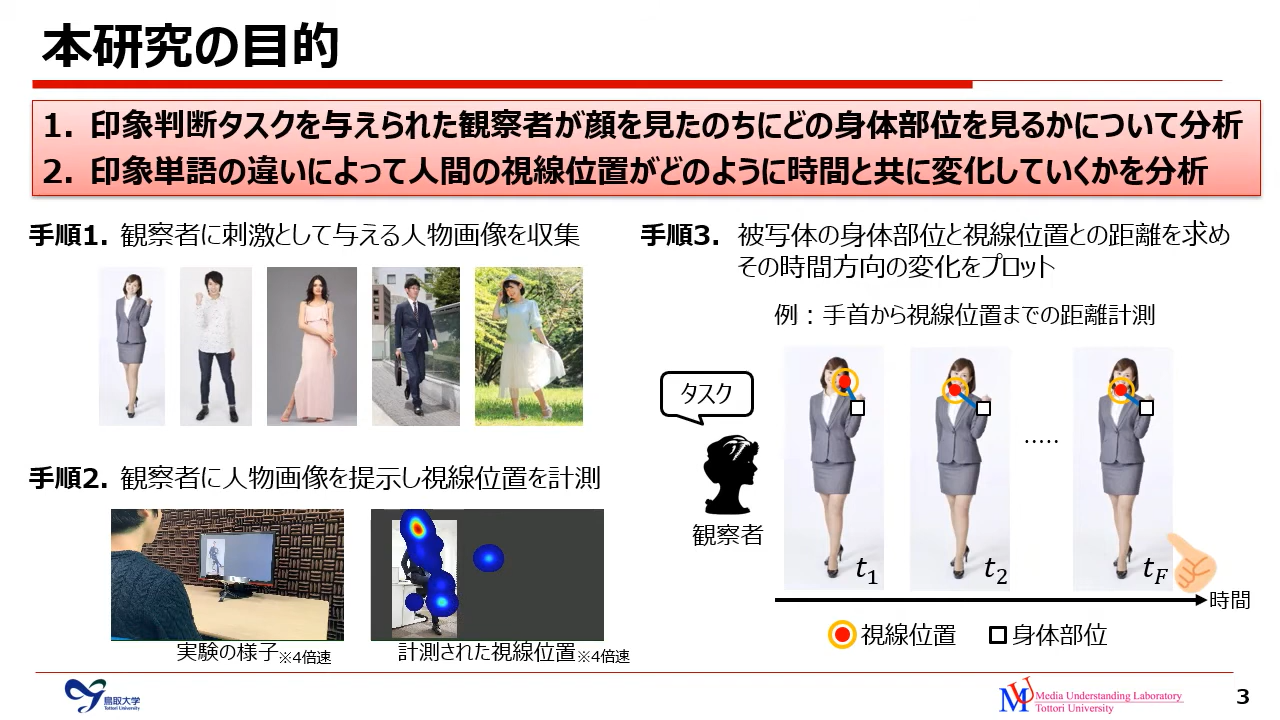 本研究の目的
1. 印象判断タスクを与えられた観察者が顔を見たのちにどの身体部位を見るかについて分析
2. 印象単語の違いによって人間の視線位置がどのように時間と共に変化していくかを分析
手順1. 観察者に刺激として与える人物画像を収集
手順2. 観察者に人物画像を提示し視線位置を計測
実験の様子※4倍速
計測された視線位置※4倍速
手順3. 被写体の身体部位と視線位置との距離を求め
その時間方向の変化をプロット
例：手首から視線位置までの距離計測
タスク
観察者
.....
t1
t2
tF
時間
視線位置
身体部位
鳥取大学
Tottori University
MU
Media Understanding Laboratory
Tottori University
3